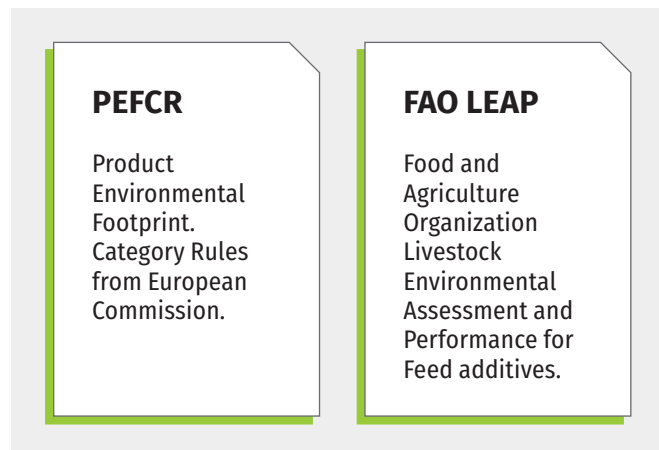 PEFCR
Product
Environmental
Footprint.
Category Rules
from European
Commission.
FAO LEAP
Food and
Agriculture
Organization
Livestock
Environmental
Assessment and
Performance for
Feed additives.